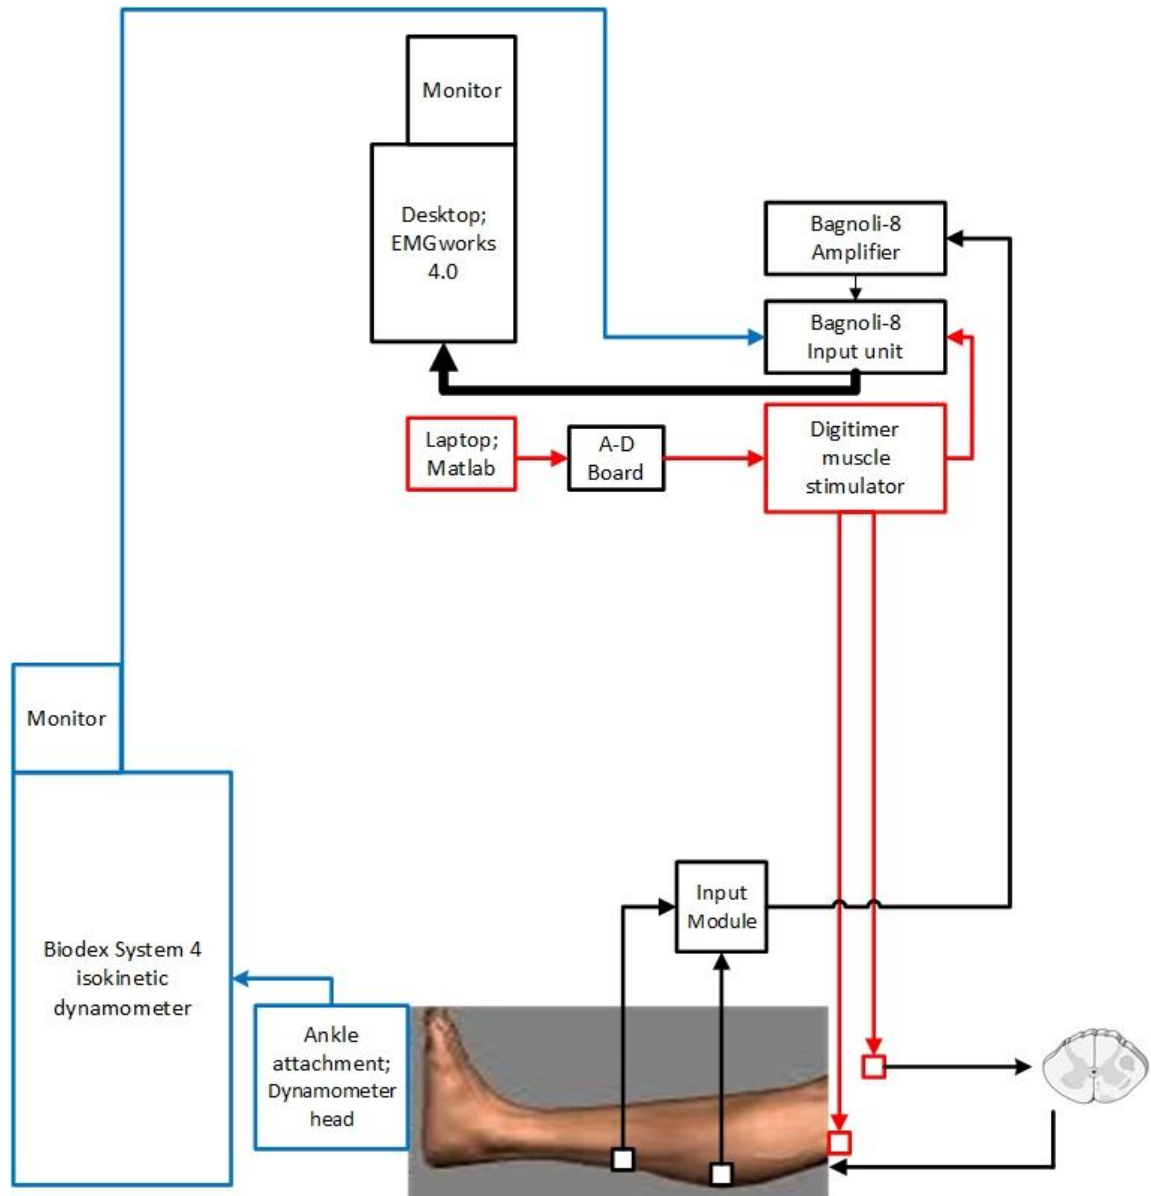 Monitor
Desktop;
EMGworks
4.0
Bagnoli-8
Amplifier
Bagnoli-8
Input unit
Laptop;
Matlab
A-D
Board
Digitimer
muscle
stimulator
Monitor
Biodex System 4
isokinetic
dynamometer
Input
Module
Ankle
attachment;
Dynamometer
head